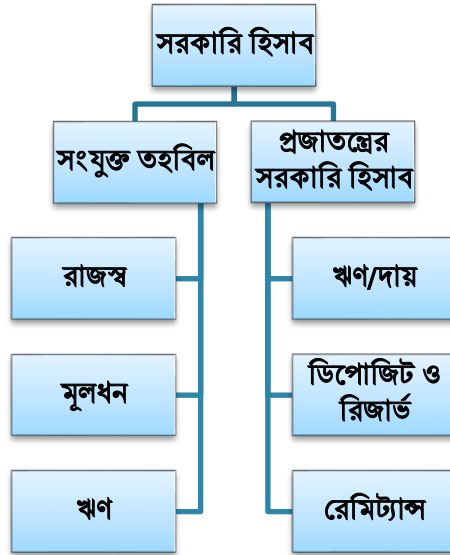 সরকারি হিসাব
সংযুক্ত তহবিল
প্রজাতন্ত্রের
সরকারি হিসাব
রাজস্ব
ঋণ/দায়
মূলধন
ডিপোজিট ও
রিজার্ভ
ঋণ
রেমিট্যান্স